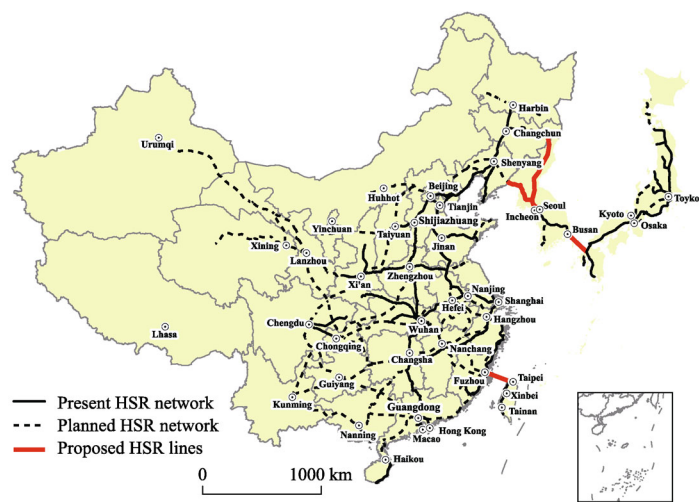 Harbin
Changchun
Urumqi
Shenyang
Huhhot
Beijing
Tianjin
Seoul
Incheon
Toyko
Kyoto
Osaka
Busan
Yinchuan
Taiyuan
Shijiazhuang
Jinan
Xining
Lanzhou
Xi'an
Zhengzhou
Nanjing
Shanghai
Hefei
Hangzhou
Chengdu
Wuhan
Lhasa
Chongqing
Changsha
Nanchang
Guiyang
Fuzhou
Taipei
Xinbei
Tainan
Kunming
Guangdong
Nanning
Macao
Hong Kong
Haikou
Present HSR network
Planned HSR network
Proposed HSR lines
0 1000 km